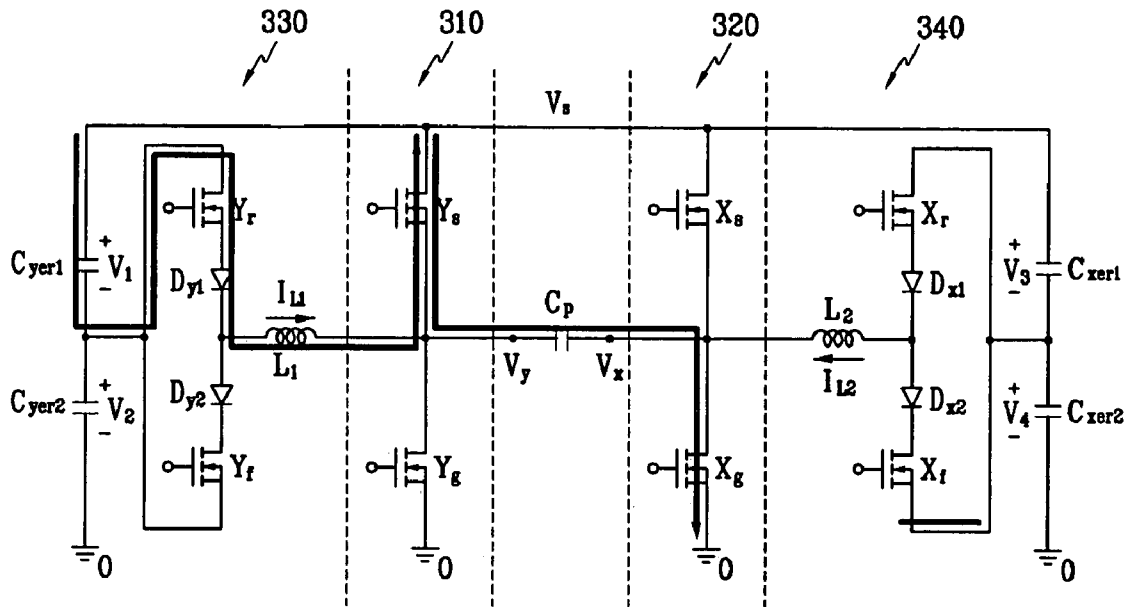 330
310
320
340
Vs
Yr
Ys
Xs
Xr
Cyer1
+
V1
−
Dy1
IL1
L1
Cp
Vy
Vx
L2
IL2
Dx1
+
V3
−
Cxer1
Cyer2
+
V2
−
Dy2
Dx2
+
V4
−
Cxer2
Yf
Yg
Xg
Xf
0
0
0
0